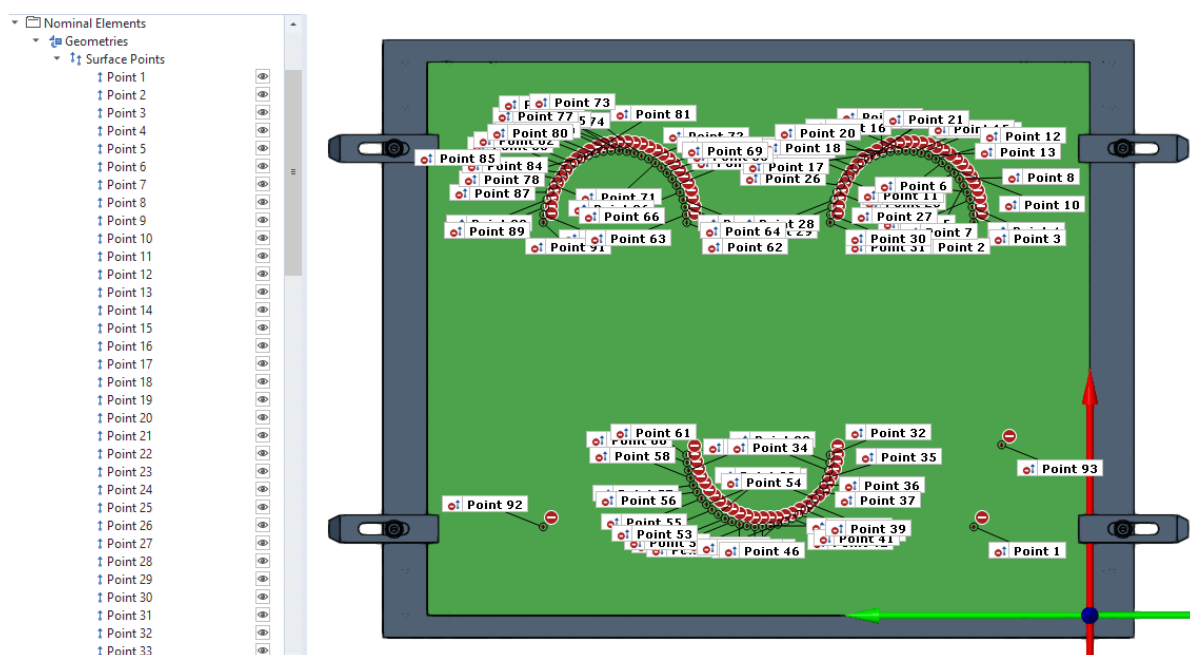 Nominal Elements
Geometries
Surface Points
Point 1
Point 2
Point 3
Point 4
Point 5
Point 6
Point 7
Point 8
Point 9
Point 10
Point 11
Point 12
Point 13
Point 14
Point 15
Point 16
Point 17
Point 18
Point 19
Point 20
Point 21
Point 22
Point 23
Point 24
Point 25
Point 26
Point 27
Point 28
Point 29
Point 30
Point 31
Point 32
Point 33
Point 73
Point 77
Point 81
Point 80
Point 85
Point 84
Point 78
Point 87
Point 89
Point 91
Point 71
Point 66
Point 63
Point 69
Point 64
Point 62
Point 20
Point 18
Point 17
Point 26
Point 21
Point 12
Point 13
Point 8
Point 10
Point 6
Point 11
Point 27
Point 7
Point 30
Point 31
Point 2
Point 3
Point 61
Point 58
Point 56
Point 55
Point 53
Point 34
Point 54
Point 46
Point 32
Point 35
Point 36
Point 37
Point 39
Point 41
Point 92
Point 93
Point 1